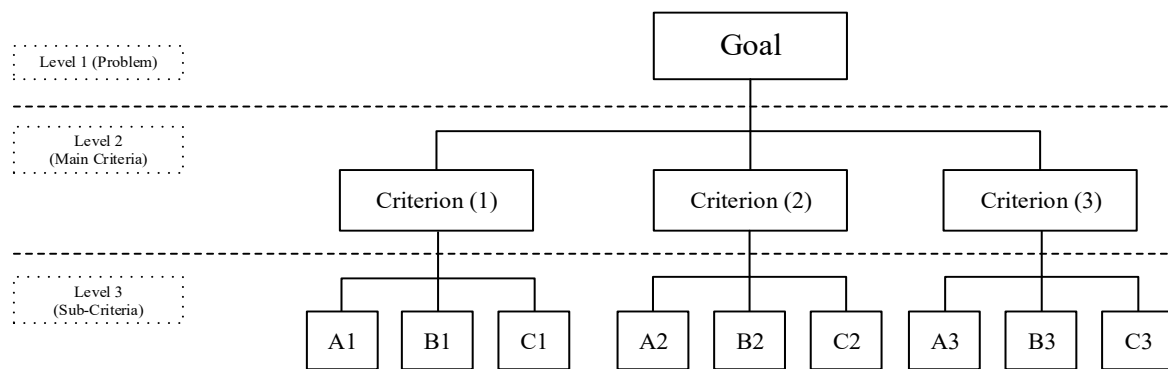 Goal
Level 1 (Problem)
Level 2
(Main Criteria)
Criterion (1)
Criterion (2)
Criterion (3)
Level 3
(Sub-Criteria)
A1
B1
C1
A2
B2
C2
A3
B3
C3